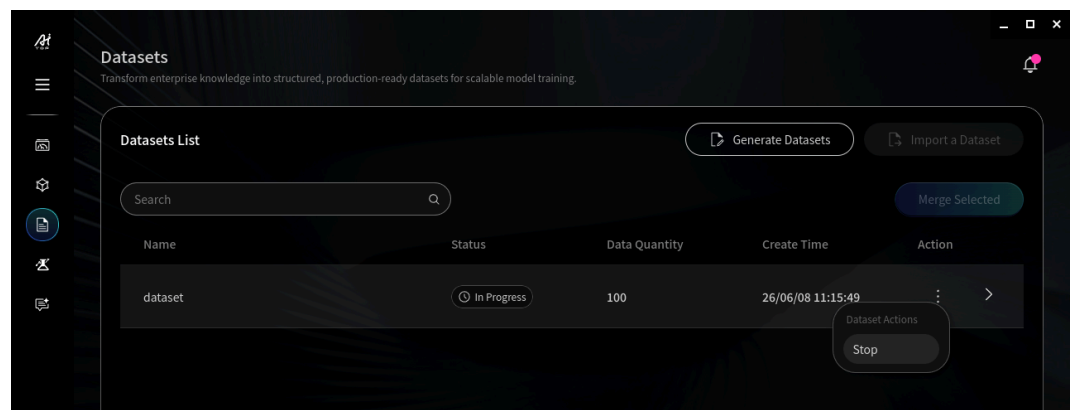 Ai
TOP
Datasets
Transform enterprise knowledge into structured, production-ready datasets for scalable model training.
Datasets List
Generate Datasets
Import a Dataset
Search
Merge Selected
Name Status Data Quantity Create Time Action
dataset In Progress 100 26/06/08 11:15:49
Dataset Actions
Stop